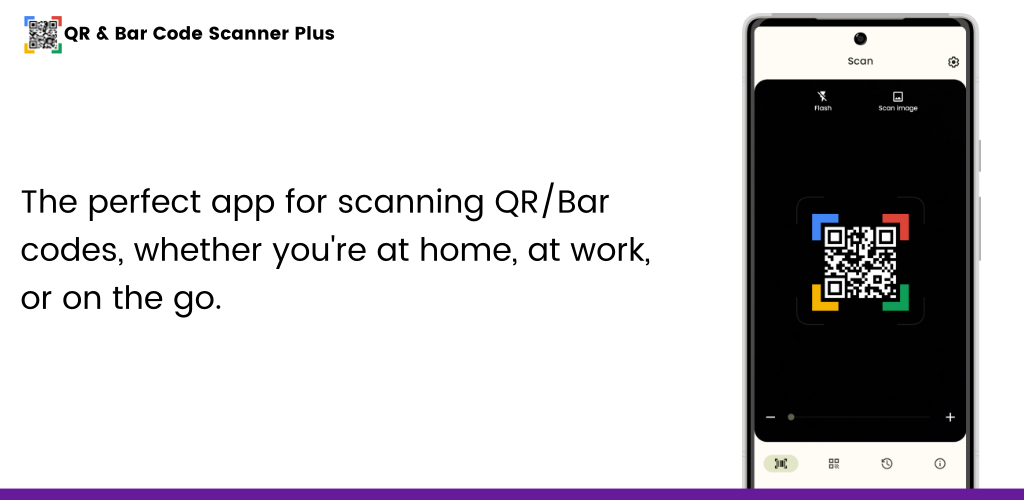 QR & Bar Code Scanner Plus
The perfect app for scanning QR/Bar
codes, whether you're at home, at work,
or on the go.
Scan
Flash
Scan image